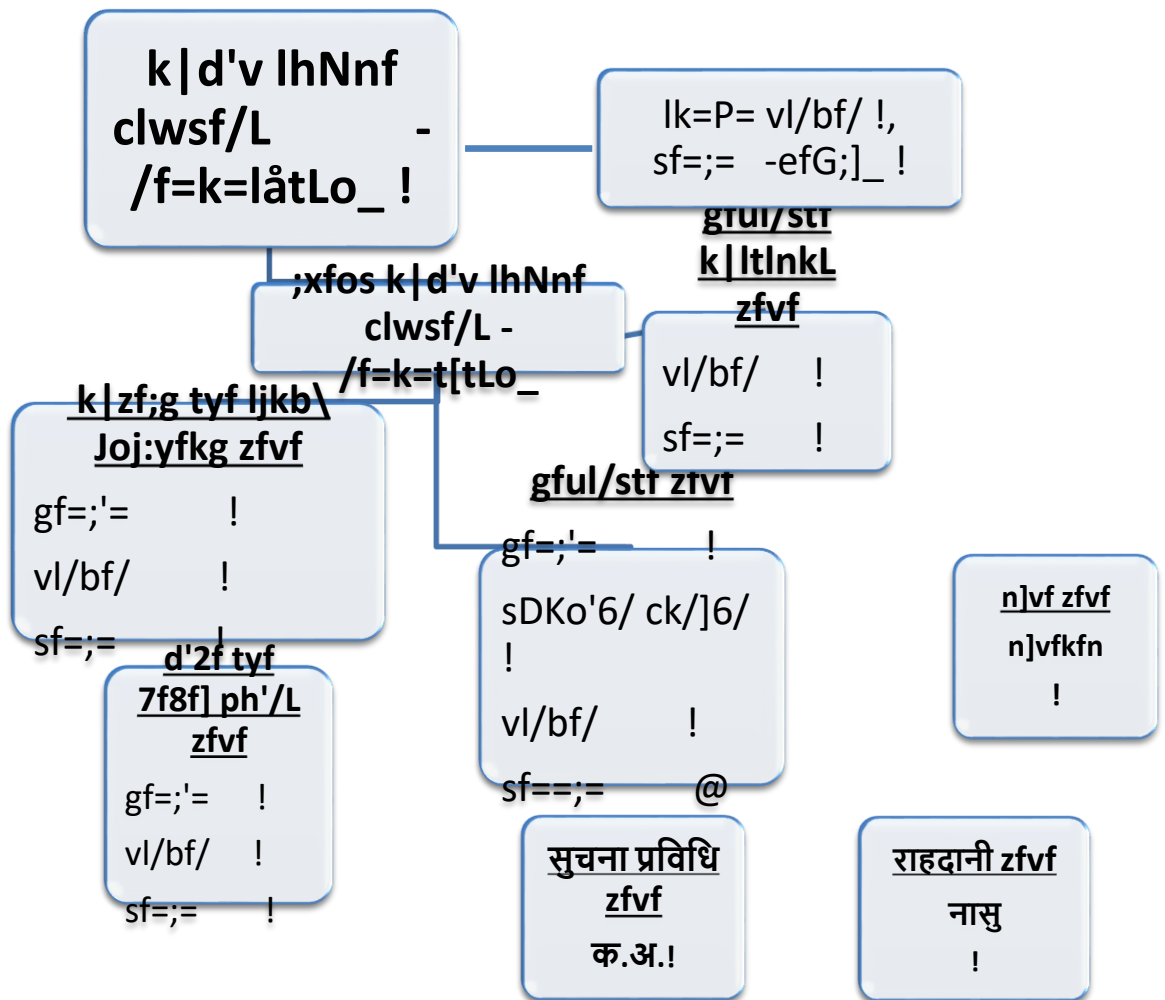 k|d'v lhNnf
clwsf/L -
/f=k=låtLo_ !
lk=P= vl/bf/ !,
sf=;= -efG;]_ !
;xfos k|d'v lhNnf
clwsf/L -
/f=k=t[tLo_
gful/stf
k|ltlnkL
zfvf
vl/bf/ !
sf=;= !
k|zf;g tyf ljkb\
Joj:yfkg zfvf
gf=;'= !
vl/bf/ !
sf=;= !
gful/stf zfvf
gf=;'= !
sDKo'6/ ck/]6/
!
vl/bf/ !
sf==;= @
n]vf zfvf
n]vfkfn
!
d'2f tyf
7f8f] ph'/L
zfvf
gf=;'= !
vl/bf/ !
sf=;= !
सुचना प्रविधि
zfvf
क.अ.!
राहदानी zfvf
नासु
!